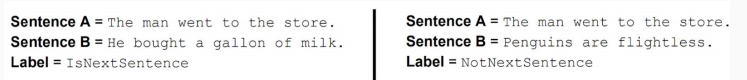 Sentence A = The man went to the store.
Sentence B = He bought a gallon of milk.
Label = IsNextSentence
Sentence A = The man went to the store.
Sentence B = Penguins are flightless.
Label = NotNextSentence